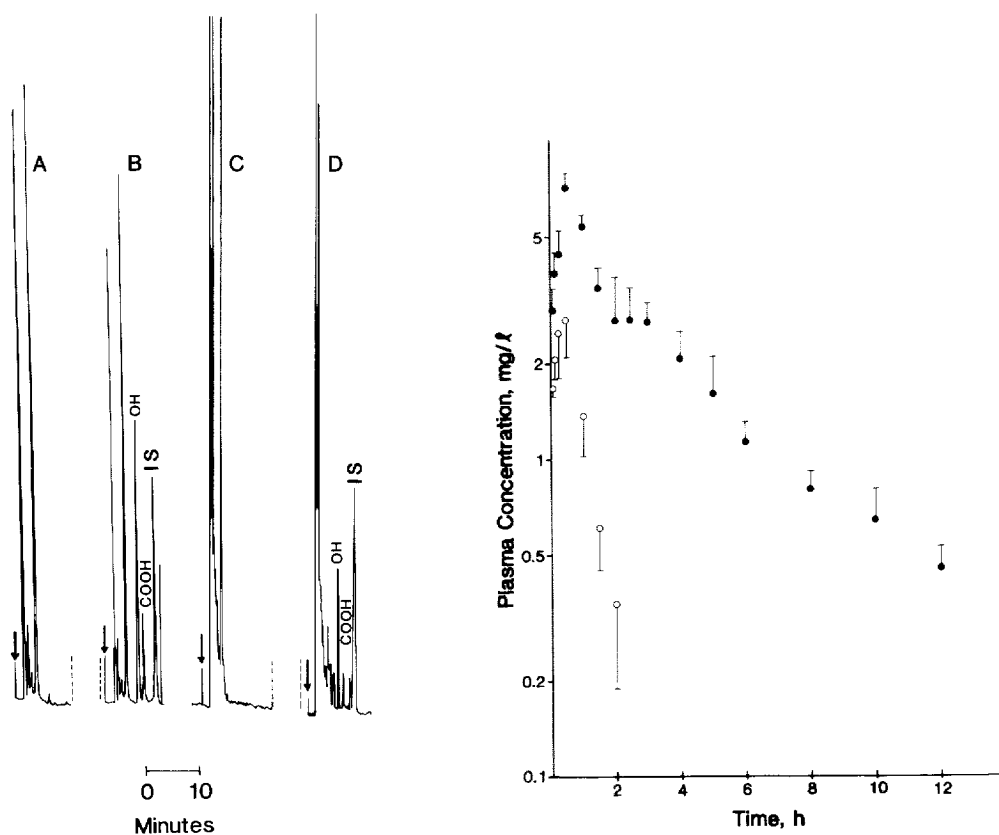 A
B
C
D
OH
COOH
IS
OH
COOH
IS
0 10
Minutes
Plasma Concentration, mg/ℓ
5
2
1
0.5
0.2
0.1
2 4 6 8 10 12
Time, h